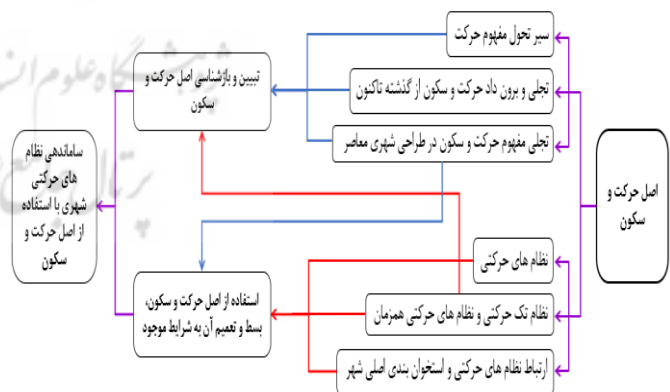 اصل حرکت و
سکون
سیر تحول مفهوم حرکت
تجلی و برون داد حرکت و سکون از گذشته تاکنون
تجلی مفهوم حرکت و سکون در طراحی شهری معاصر
نظام های حرکتی
نظام تک حرکتی و نظام های حرکتی همزمان
ارتباط نظام های حرکتی و استخوان بندی اصلی شهر
تبیین و بازشناسی اصل حرکت و
سکون
استفاده از اصل حرکت و سکون،
بسط و تعمیم آن به شرایط موجود
ساماندهی نظام
های حرکتی
شهری با استفاده
از اصل حرکت و
سکون